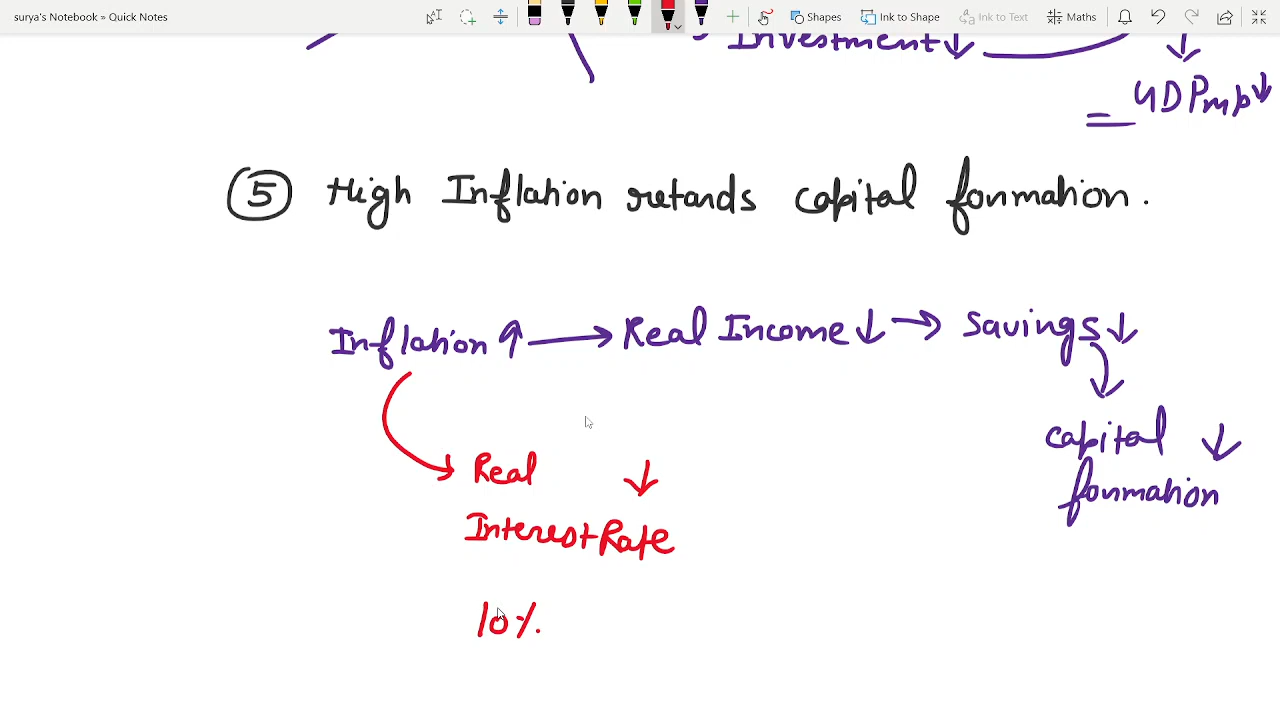 surya's Notebook » Quick Notes
Shapes Ink to Shape Ink to Text Maths
Investment ↓
GDPmp↓
⑤ High Inflation retards capital formation.
Inflation ↑ → Real Income ↓ → Savings ↓
capital ↓
formation
Real ↓
Interest Rate
10%